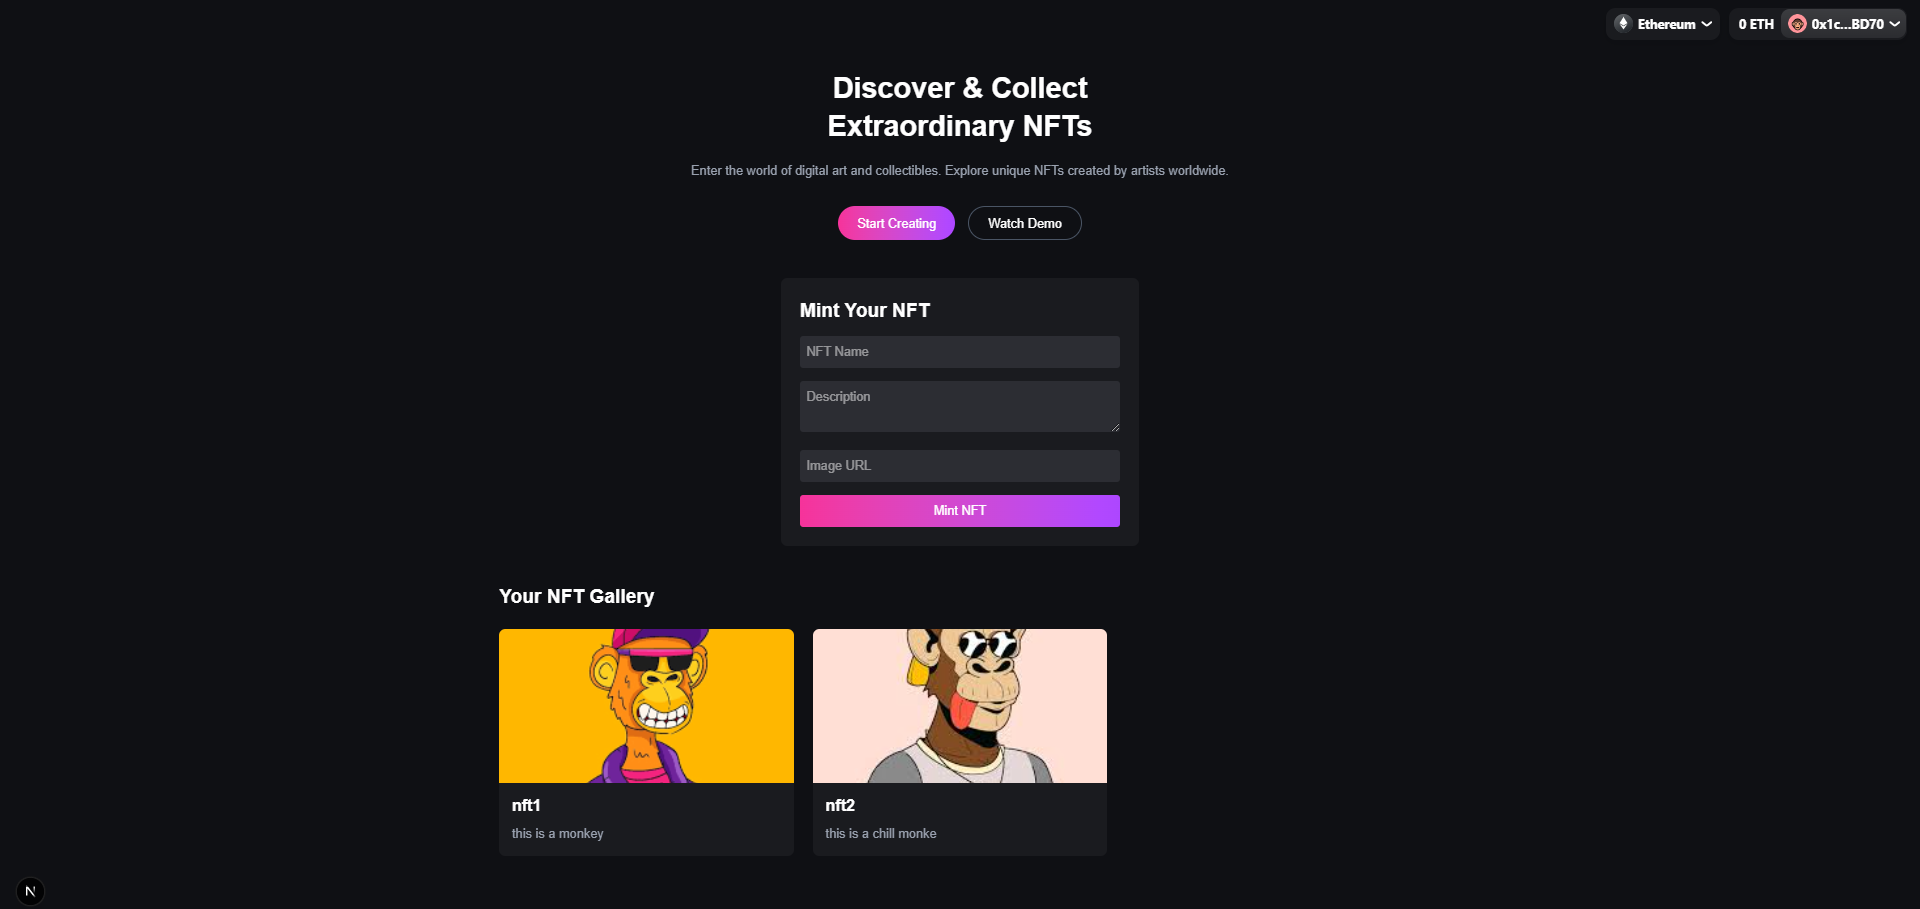 Ethereum
0 ETH
0x1c...BD70
Discover & Collect
Extraordinary NFTs
Enter the world of digital art and collectibles. Explore unique NFTs created by artists worldwide.
Start Creating
Watch Demo
Mint Your NFT
NFT Name
Description
Image URL
Mint NFT
Your NFT Gallery
nft1
this is a monkey
nft2
this is a chill monke
N